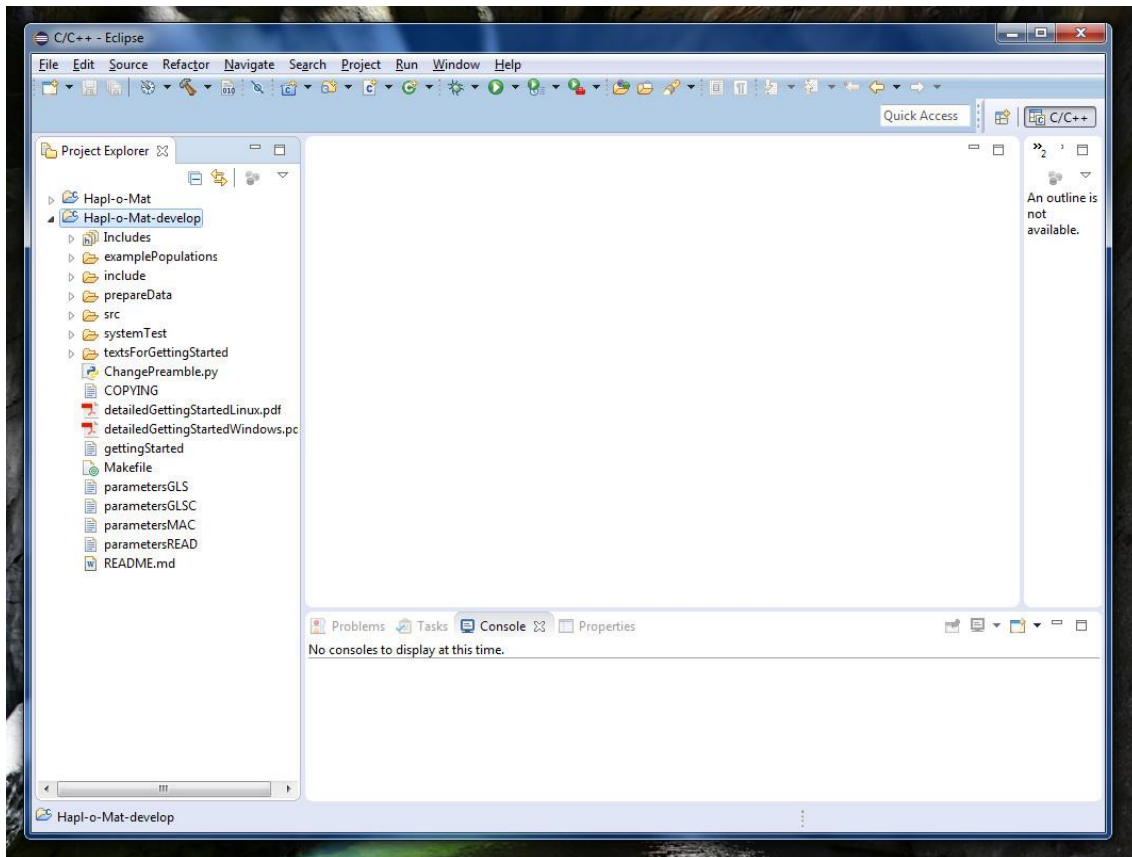 C/C++ - Eclipse
File Edit Source Refactor Navigate Search Project Run Window Help
010
Quick Access
C/C++
Project Explorer
»2
Hapl-o-Mat
Hapl-o-Mat-develop
Includes
examplePopulations
include
prepareData
src
systemTest
textsForGettingStarted
ChangePreamble.py
COPYING
detailedGettingStartedLinux.pdf
detailedGettingStartedWindows.pc
gettingStarted
Makefile
parametersGLS
parametersGLSC
parametersMAC
parametersREAD
README.md
An outline is
not
available.
Problems Tasks Console Properties
No consoles to display at this time.
Hapl-o-Mat-develop